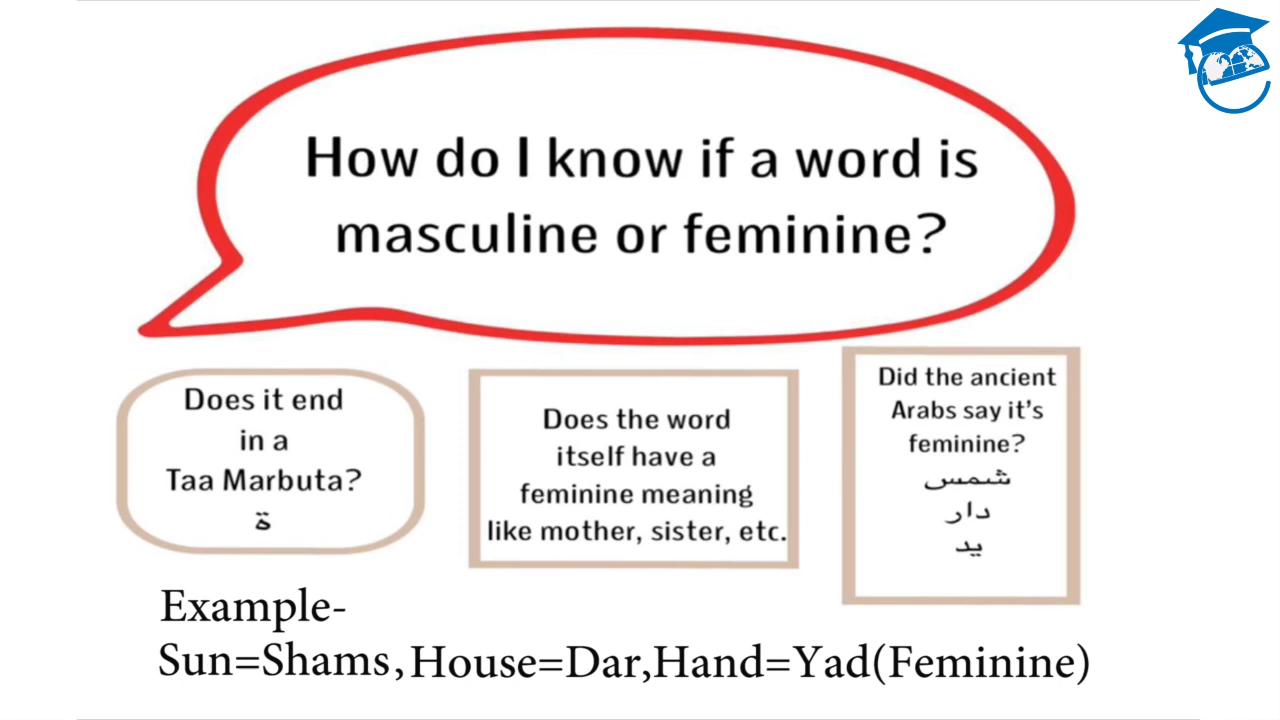 How do I know if a word is
masculine or feminine?
Does it end
in a
Taa Marbuta?
ة
Does the word
itself have a
feminine meaning
like mother, sister, etc.
Did the ancient
Arabs say it's
feminine?
شمس
دار
يد
Example-
Sun=Shams, House=Dar,Hand=Yad(Feminine)